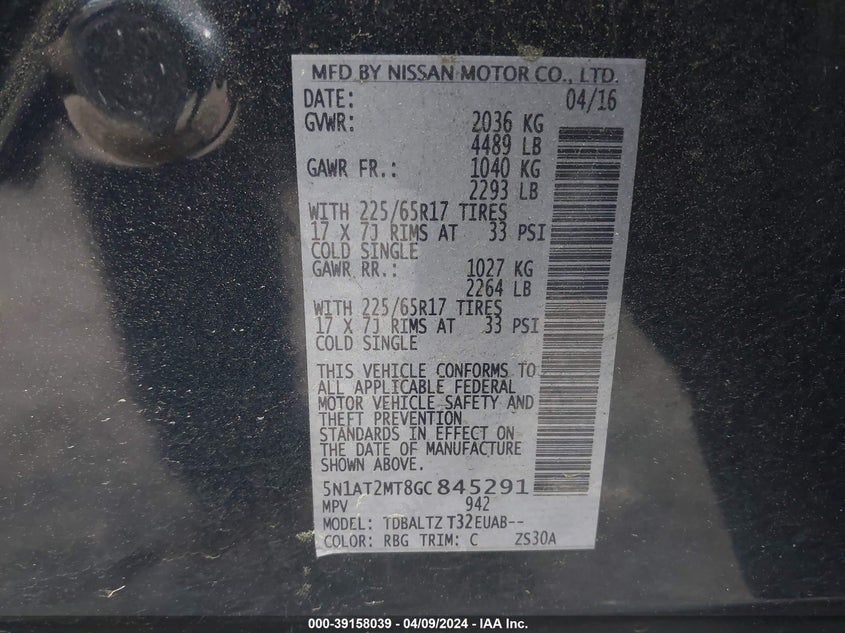 MFD BY NISSAN MOTOR CO., LTD.
DATE: 04/16
GVWR: 2036 KG
4489 LB
GAWR FR.: 1040 KG
2293 LB
WITH 225/65R17 TIRES
17 X 7J RIMS AT 33 PSI
COLD SINGLE
GAWR RR.: 1027 KG
2264 LB
WITH 225/65R17 TIRES
17 X 7J RIMS AT 33 PSI
COLD SINGLE
THIS VEHICLE CONFORMS TO
ALL APPLICABLE FEDERAL
MOTOR VEHICLE SAFETY AND
THEFT PREVENTION
STANDARDS IN EFFECT ON
THE DATE OF MANUFACTURE
SHOWN ABOVE.
5N1AT2MT8GC845291
MPV 942
MODEL: TDBALTZ T32EUAB--
COLOR: RBG TRIM: C ZS30A
000-39158039 - 04/09/2024 - IAA Inc.